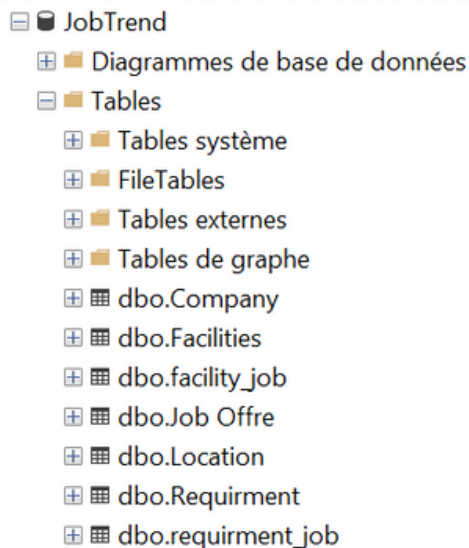 JobTrend
Diagrammes de base de données
Tables
Tables système
FileTables
Tables externes
Tables de graphe
dbo.Company
dbo.Facilities
dbo.facility_job
dbo.Job Offre
dbo.Location
dbo.Requirment
dbo.requirment_job